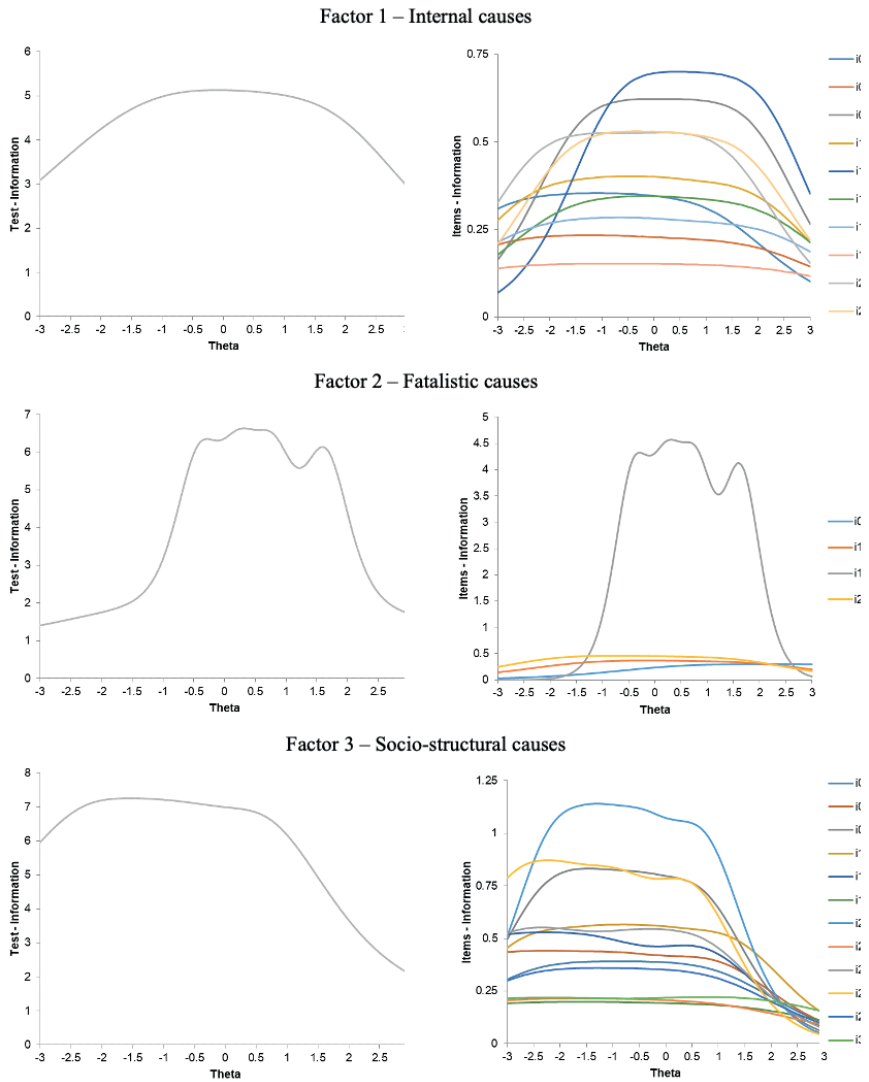 Factor 1 – Internal causes
6
5
4
3
2
1
0
Test - Information
-3 -2.5 -2 -1.5 -1 -0.5 0 0.5 1 1.5 2 2.5
Theta
0.75
0.5
0.25
0
Items - Information
-3 -2.5 -2 -1.5 -1 -0.5 0 0.5 1 1.5 2 2.5 3
Theta
Factor 2 – Fatalistic causes
7
6
5
4
3
2
1
0
Test - Information
-3 -2.5 -2 -1.5 -1 -0.5 0 0.5 1 1.5 2 2.5
Theta
5
4.5
4
3.5
3
2.5
2
1.5
1
0.5
0
Items - Information
-3 -2.5 -2 -1.5 -1 -0.5 0 0.5 1 1.5 2 2.5 3
Theta
Factor 3 – Socio-structural causes
8
7
6
5
4
3
2
1
0
Test - Information
-3 -2.5 -2 -1.5 -1 -0.5 0 0.5 1 1.5 2 2.5
Theta
1.25
1
0.75
0.5
0.25
0
Items - Information
-3 -2.5 -2 -1.5 -1 -0.5 0 0.5 1 1.5 2 2.5 3
Theta